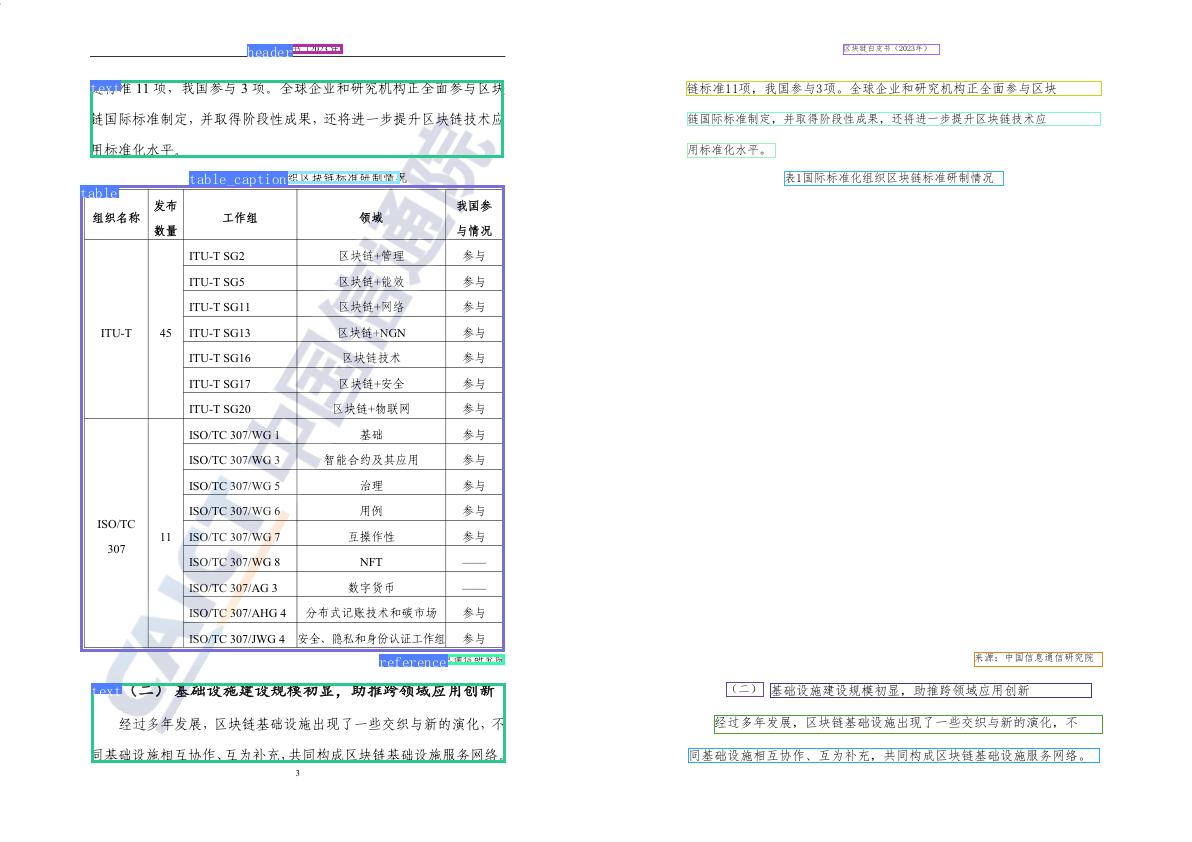 header 书（2023年）
text 链标准 11 项，我国参与 3 项。全球企业和研究机构正全面参与区块
链国际标准制定，并取得阶段性成果，还将进一步提升区块链技术应
用标准化水平。
table_caption 织区块链标准研制情况
table
组织名称 发布数量 工作组 领域 我国参与情况
ITU-T 45 ITU-T SG2 区块链+管理 参与
ITU-T SG5 区块链+能效 参与
ITU-T SG11 区块链+网络 参与
ITU-T SG13 区块链+NGN 参与
ITU-T SG16 区块链技术 参与
ITU-T SG17 区块链+安全 参与
ITU-T SG20 区块链+物联网 参与
ISO/TC 307 11 ISO/TC 307/WG 1 基础 参与
ISO/TC 307/WG 3 智能合约及其应用 参与
ISO/TC 307/WG 5 治理 参与
ISO/TC 307/WG 6 用例 参与
ISO/TC 307/WG 7 互操作性 参与
ISO/TC 307/WG 8 NFT ——
ISO/TC 307/AG 3 数字货币 ——
ISO/TC 307/AHG 4 分布式记账技术和碳市场 参与
ISO/TC 307/JWG 4 安全、隐私和身份认证工作组 参与
CAICT 中国信通院
reference 通信研究院
text （二） 基础设施建设规模初显，助推跨领域应用创新
经过多年发展，区块链基础设施出现了一些交织与新的演化，不
同基础设施相互协作、互为补充，共同构成区块链基础设施服务网络。
3
区块链白皮书（2023年）
链标准11项，我国参与3项。全球企业和研究机构正全面参与区块
链国际标准制定，并取得阶段性成果，还将进一步提升区块链技术应
用标准化水平。
表1国际标准化组织区块链标准研制情况
来源：中国信息通信研究院
（二） 基础设施建设规模初显，助推跨领域应用创新
经过多年发展，区块链基础设施出现了一些交织与新的演化，不
同基础设施相互协作、互为补充，共同构成区块链基础设施服务网络。